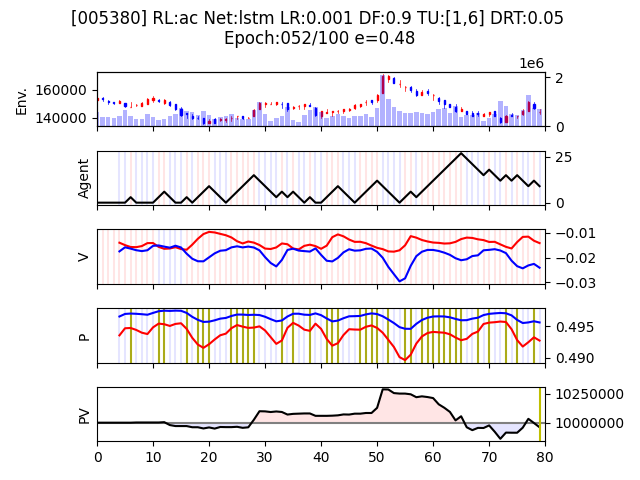 [005380] RL:ac Net:lstm LR:0.001 DF:0.9 TU:[1,6] DRT:0.05
Epoch:052/100 e=0.48
1e6
Env.
160000
140000
2
0
Agent
25
0
V
−0.01
−0.02
−0.03
P
0.495
0.490
PV
10250000
10000000
0 10 20 30 40 50 60 70 80